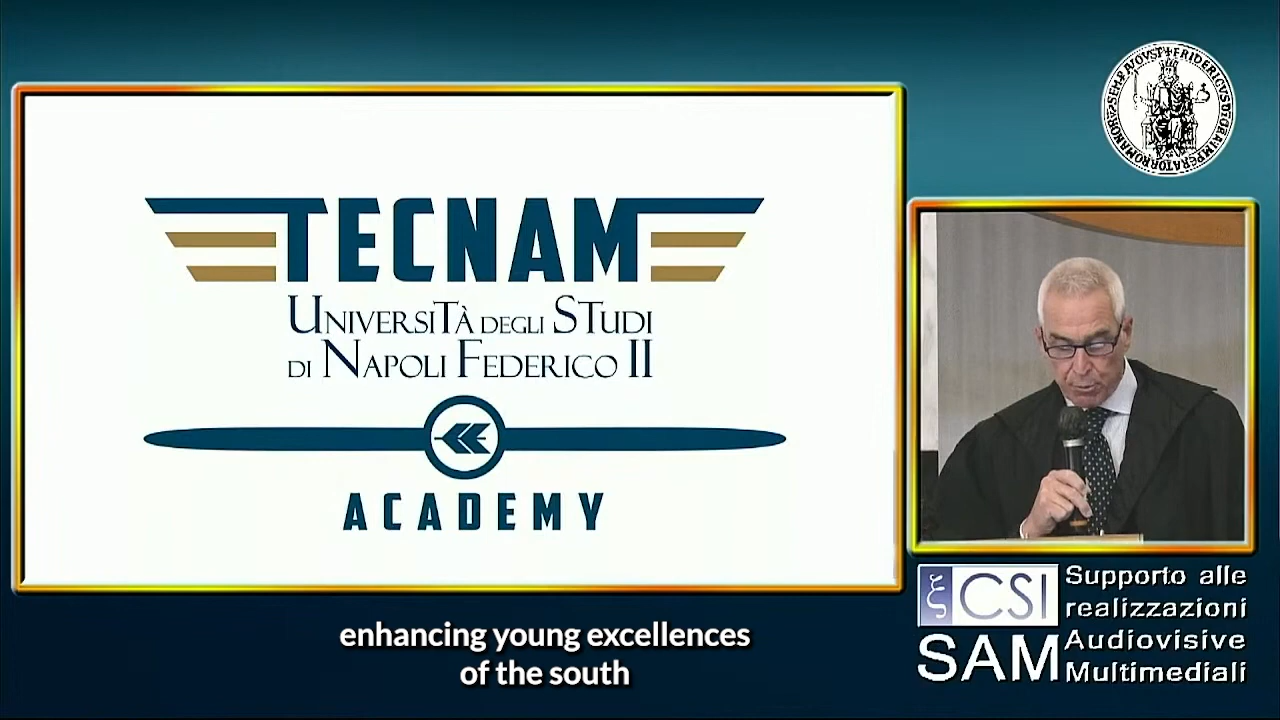 TECNAM
UNIVERSITÀ DEGLI STUDI
DI NAPOLI FEDERICO II
ACADEMY
enhancing young excellences
of the south
CSI
SAM
Supporto alle
realizzazioni
Audiovisive
Multimediali